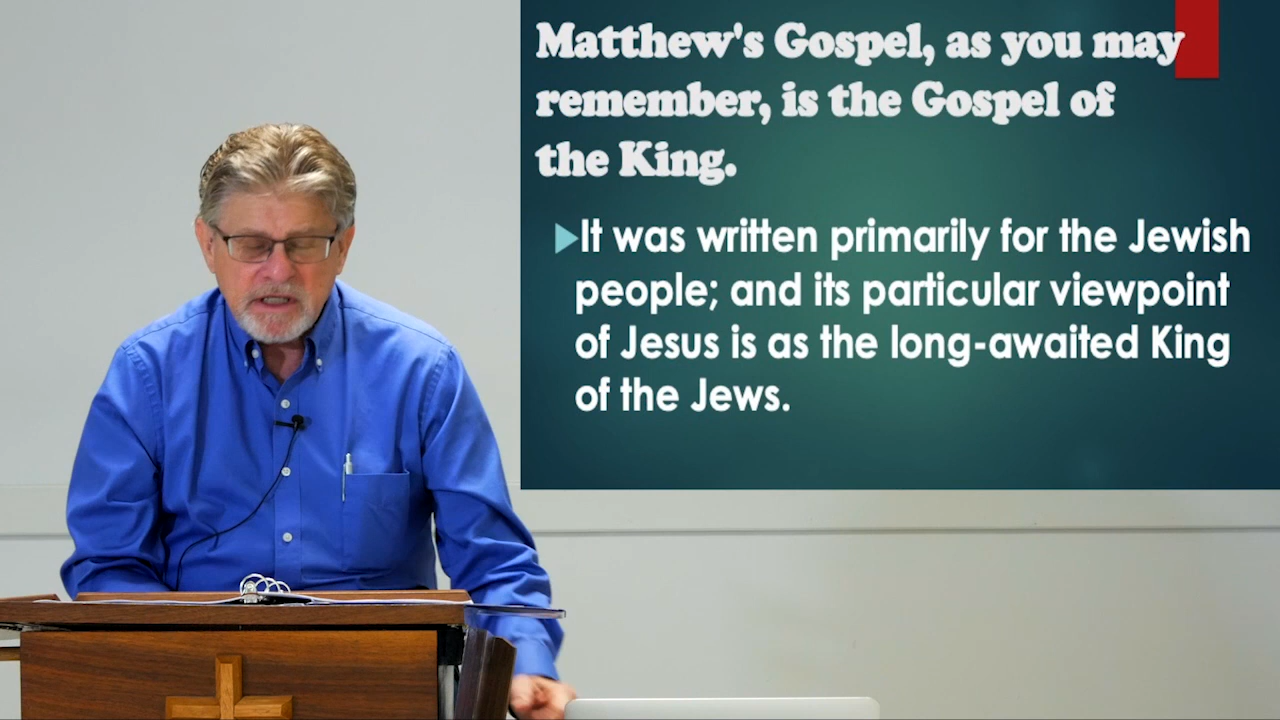 Matthew's Gospel, as you may
remember, is the Gospel of
the King.
It was written primarily for the Jewish
people; and its particular viewpoint
of Jesus is as the long-awaited King
of the Jews.